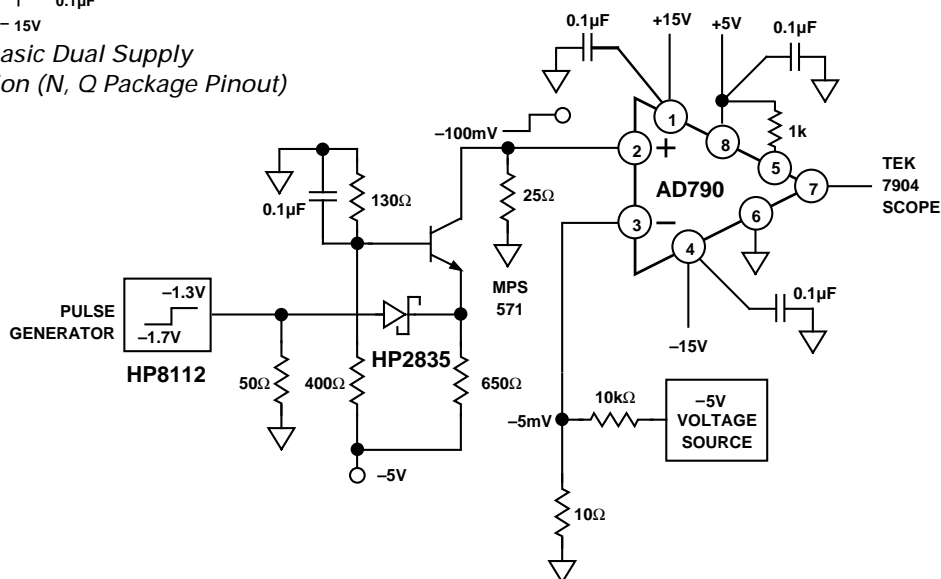 0.1µF
– 15V
asic Dual Supply
ion (N, Q Package Pinout)
0.1µF
+15V
+5V
0.1µF
–100mV
1
8
1k
2
+
5
TEK
7904
SCOPE
7
AD790
130Ω
0.1µF
25Ω
3
–
6
4
MPS
571
PULSE
GENERATOR
–1.3V
–1.7V
HP8112
0.1µF
–15V
HP2835
50Ω
400Ω
650Ω
10kΩ
–5V
VOLTAGE
SOURCE
–5mV
–5V
10Ω